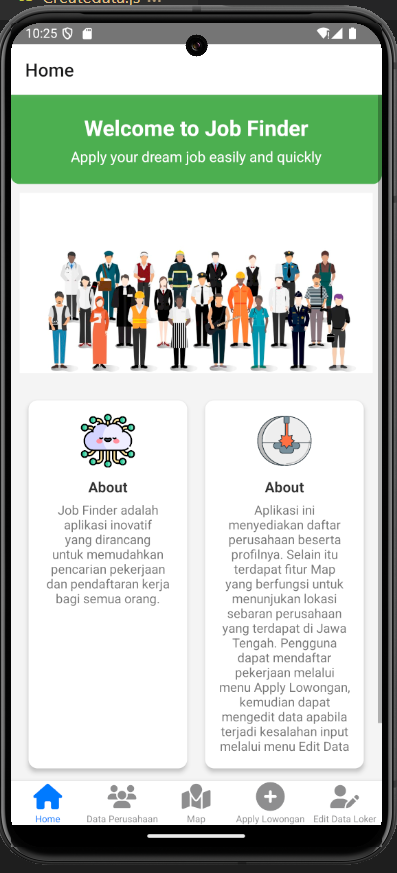 Createdata.js
10:25
Home
Welcome to Job Finder
Apply your dream job easily and quickly
About
Job Finder adalah
aplikasi inovatif
yang dirancang
untuk memudahkan
pencarian pekerjaan
dan pendaftaran kerja
bagi semua orang.
About
Aplikasi ini
menyediakan daftar
perusahaan beserta
profilnya. Selain itu
terdapat fitur Map
yang berfungsi untuk
menunjukan lokasi
sebaran perusahaan
yang terdapat di Jawa
Tengah. Pengguna
dapat mendaftar
pekerjaan melalui
menu Apply Lowongan,
kemudian dapat
mengedit data apabila
terjadi kesalahan input
melalui menu Edit Data
Home
Data Perusahaan
Map
Apply Lowongan
Edit Data Loker